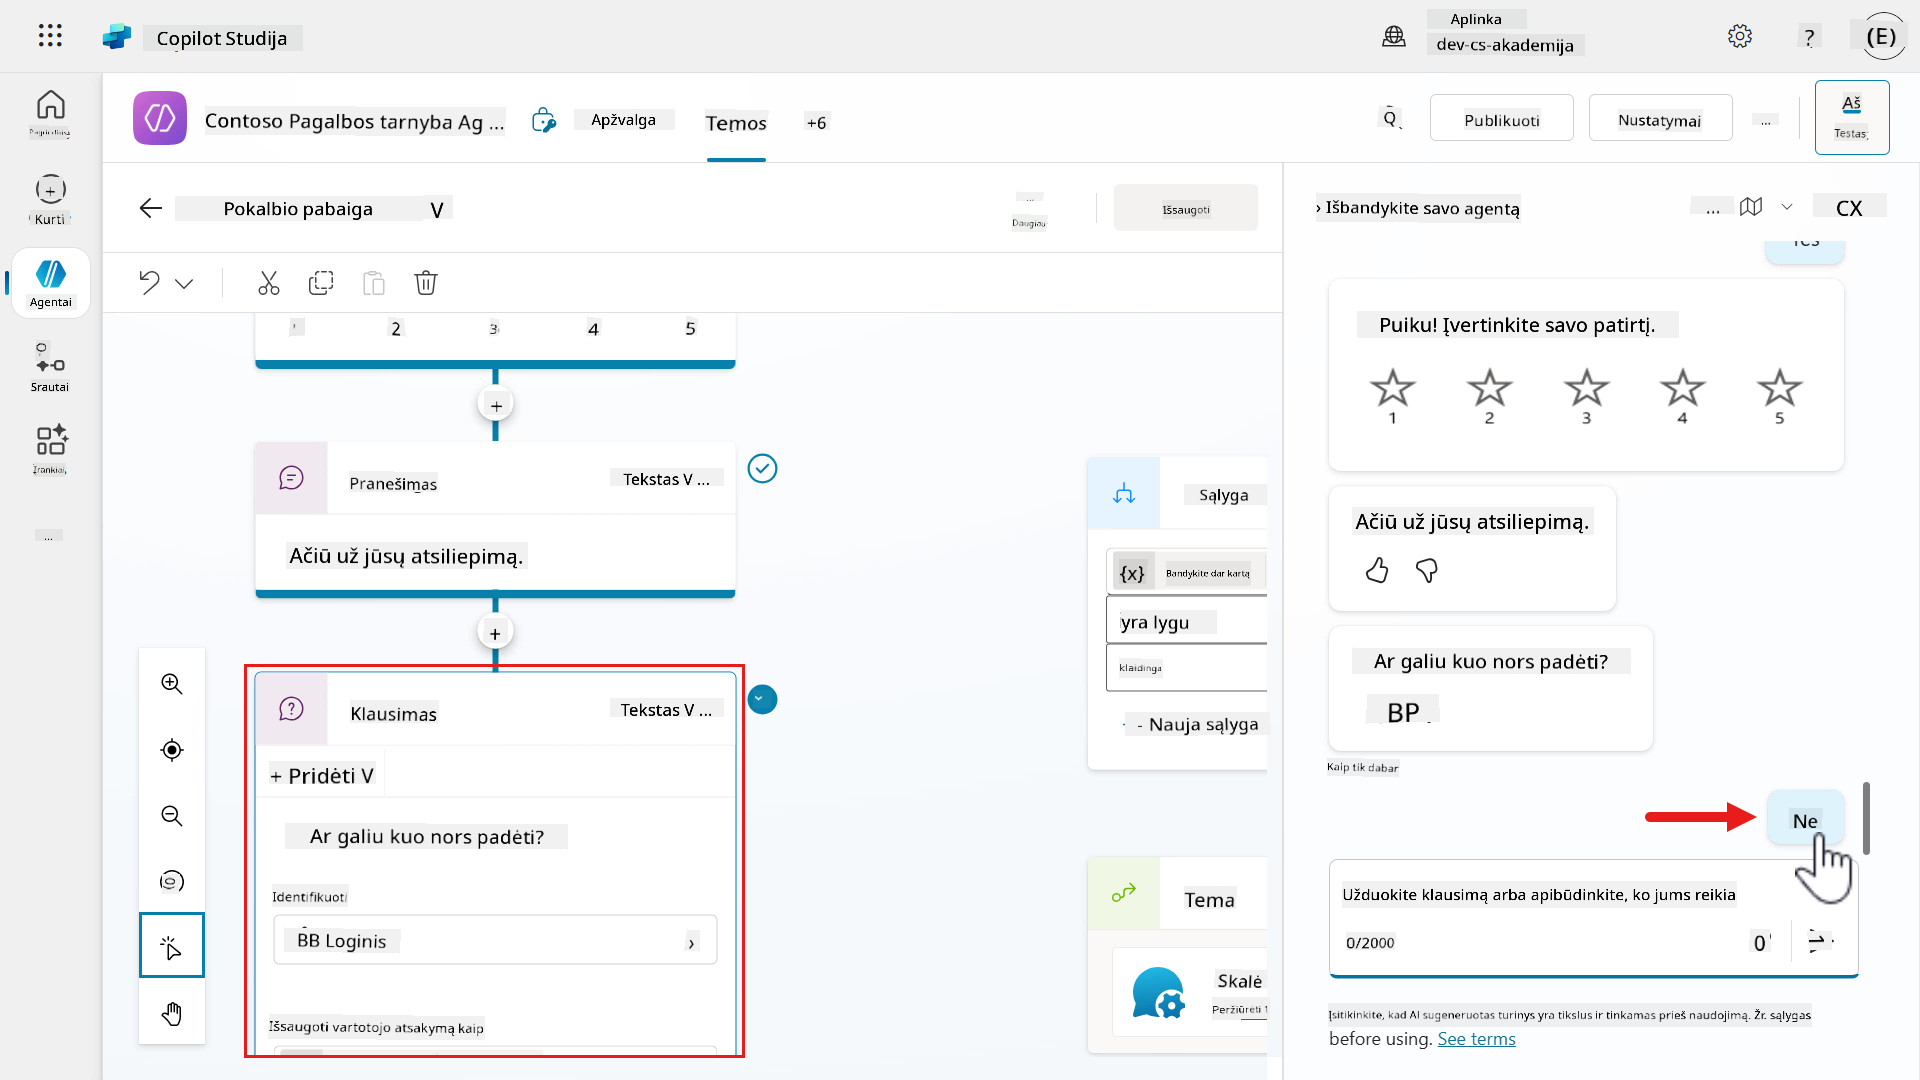 Copilot Studija
Aplinka
dev-cs-akademija
?
(E)
Kurti
Agentai
Srautai
Įrankiai
...
Contoso Pagalbos tarnyba Ag ...
Apžvalga
Temos
+6
Publikuoti
Nustatymai
...
Aš
Testas
Pokalbio pabaiga V
...
Daugiau
Išsaugoti
2 3 4 5
+
Pranešimas
Tekstas V ...
Ačiū už jūsų atsiliepimą.
+
Klausimas
Tekstas V ...
+ Pridėti V
Ar galiu kuo nors padėti?
Identifikuoti
BB Loginis
Išsaugoti vartotojo atsakymą kaip
Sąlyga
{x} Bandykite dar kartą
yra lygu
klaidinga
- Nauja sąlyga
Tema
Skalė
Peržiūrėti 1
› Išbandykite savo agentą
...
CX
Yes
Puiku! Įvertinkite savo patirtį.
1 2 3 4 5
Ačiū už jūsų atsiliepimą.
Ar galiu kuo nors padėti?
BP
Kaip tik dabar
Ne
Užduokite klausimą arba apibūdinkite, ko jums reikia
0/2000
0
Įsitikinkite, kad AI sugeneruotas turinys yra tikslus ir tinkamas prieš naudojimą. Žr. sąlygas
before using. See terms